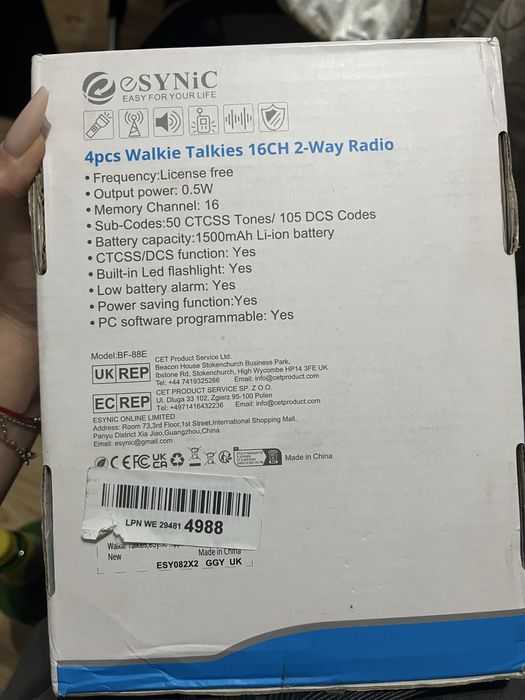 eSYNiC
EASY FOR YOUR LIFE
4pcs Walkie Talkies 16CH 2-Way Radio
• Frequency:License free
• Output power: 0.5W
• Memory Channel: 16
• Sub-Codes:50 CTCSS Tones/ 105 DCS Codes
• Battery capacity:1500mAh Li-ion battery
• CTCSS/DCS function: Yes
• Built-in Led flashlight: Yes
• Low battery alarm: Yes
• Power saving function:Yes
• PC software programmable: Yes
Model:BF-88E
UK REP
CET Product Service Ltd.
Beacon House Stokenchurch Business Park,
Ibstone Rd, Stokenchurch, High Wycombe HP14 3FE UK
Tel: +44 7419325266 Email: info@cetproduct.com
EC REP
CET PRODUCT SERVICE SP. Z O.O.
Ul. Dluga 33 102, Zgierz 95-100 Polen
Tel: +4971416432236 Email: info@cetproduct.com
ESYNIC ONLINE LIMITED
Address: Room 73,3rd Floor,1st Street,International Shopping Mall,
Panyu District Xia Jiao,Guangzhou,China
Email: esynic@gmail.com
CE FC UK CA
Made in China
LPN WE 29481 4988
Made in China
New
ESY082X2 GGY UK